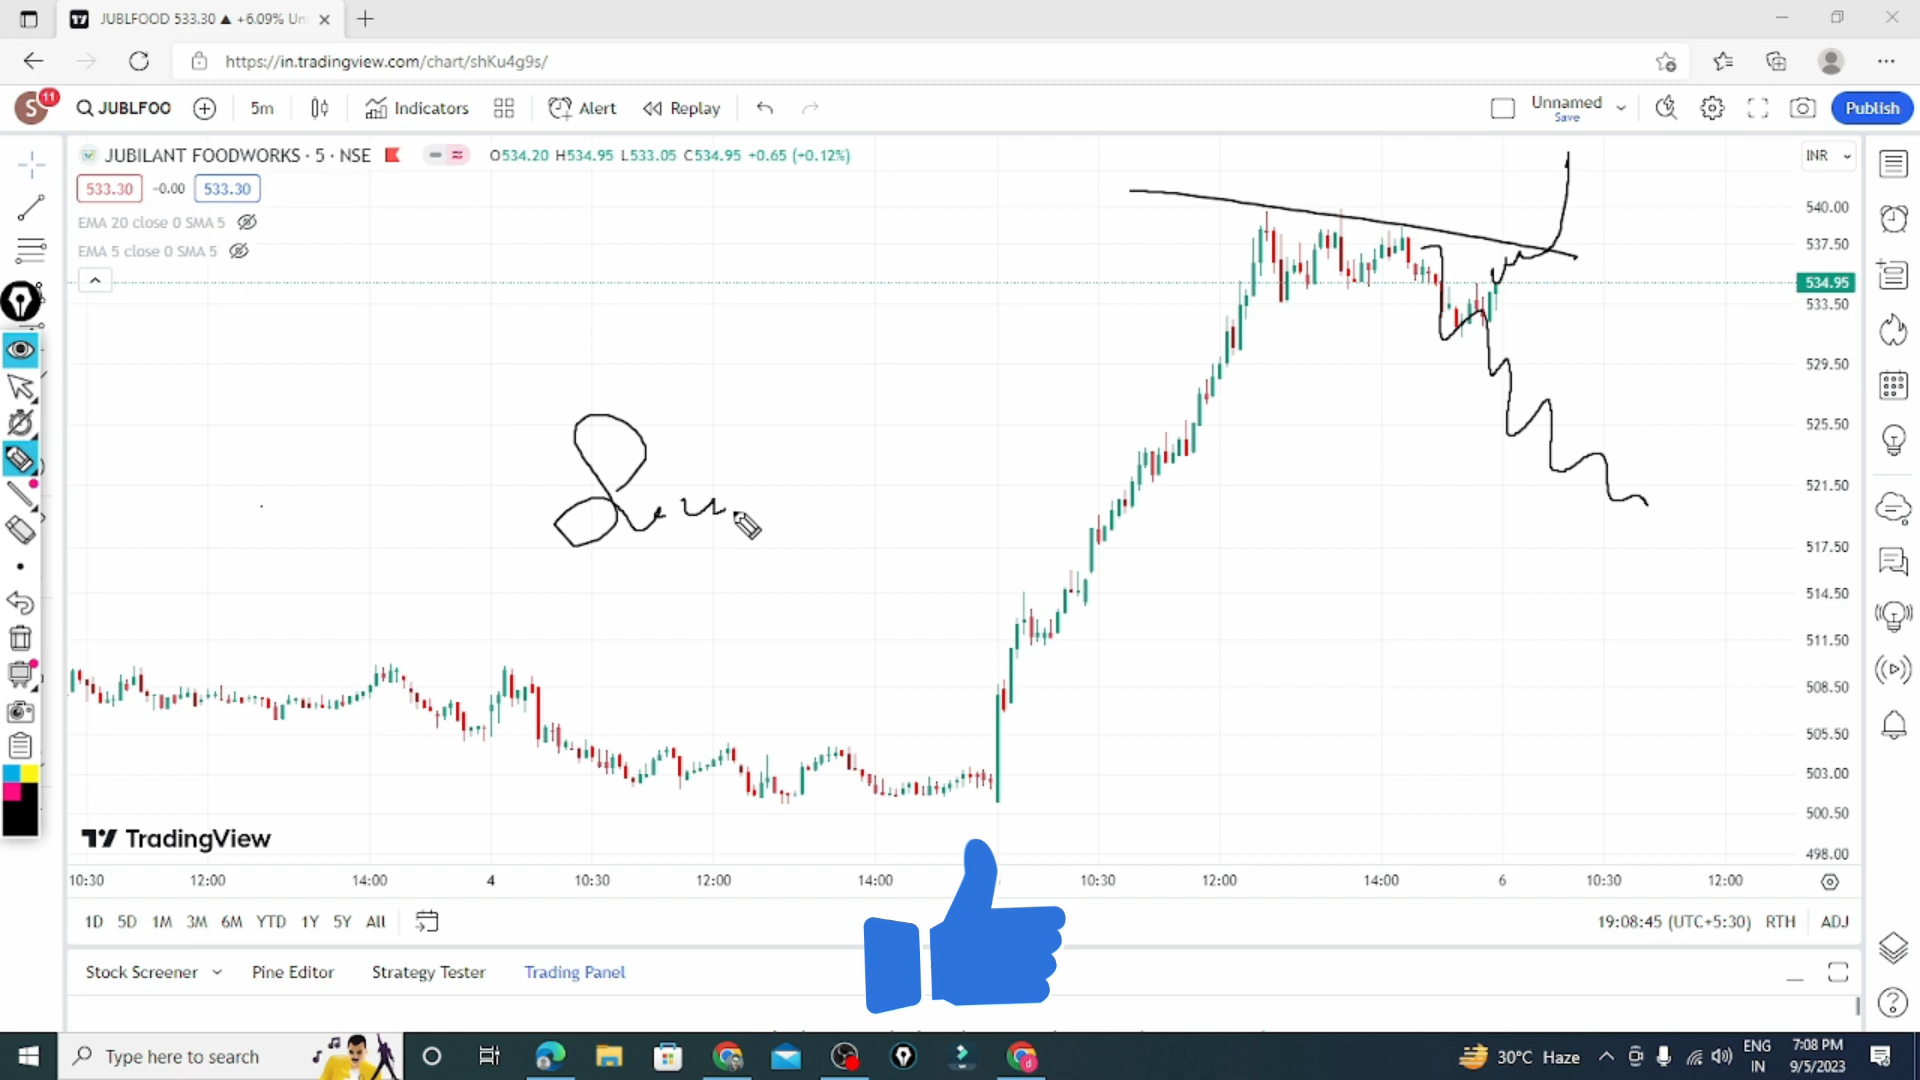 JUBLFOOD 533.30 ▲ +6.09% Un
https://in.tradingview.com/chart/shKu4g9s/
S 11 JUBLFOO 5m Indicators Alert Replay Unnamed Save Publish
JUBILANT FOODWORKS · 5 · NSE O534.20 H534.95 L533.05 C534.95 +0.65 (+0.12%) INR
533.30 -0.00 533.30
EMA 20 close 0 SMA 5
EMA 5 close 0 SMA 5
540.00
537.50
534.95
533.50
529.50
525.50
521.50
517.50
514.50
511.50
508.50
505.50
503.00
500.50
498.00
TradingView
10:30 12:00 14:00 4 10:30 12:00 14:00 10:30 12:00 14:00 6 10:30 12:00
1D 5D 1M 3M 6M YTD 1Y 5Y All 19:08:45 (UTC+5:30) RTH ADJ
Stock Screener Pine Editor Strategy Tester Trading Panel
Type here to search 30°C Haze ENG IN 7:08 PM 9/5/2023